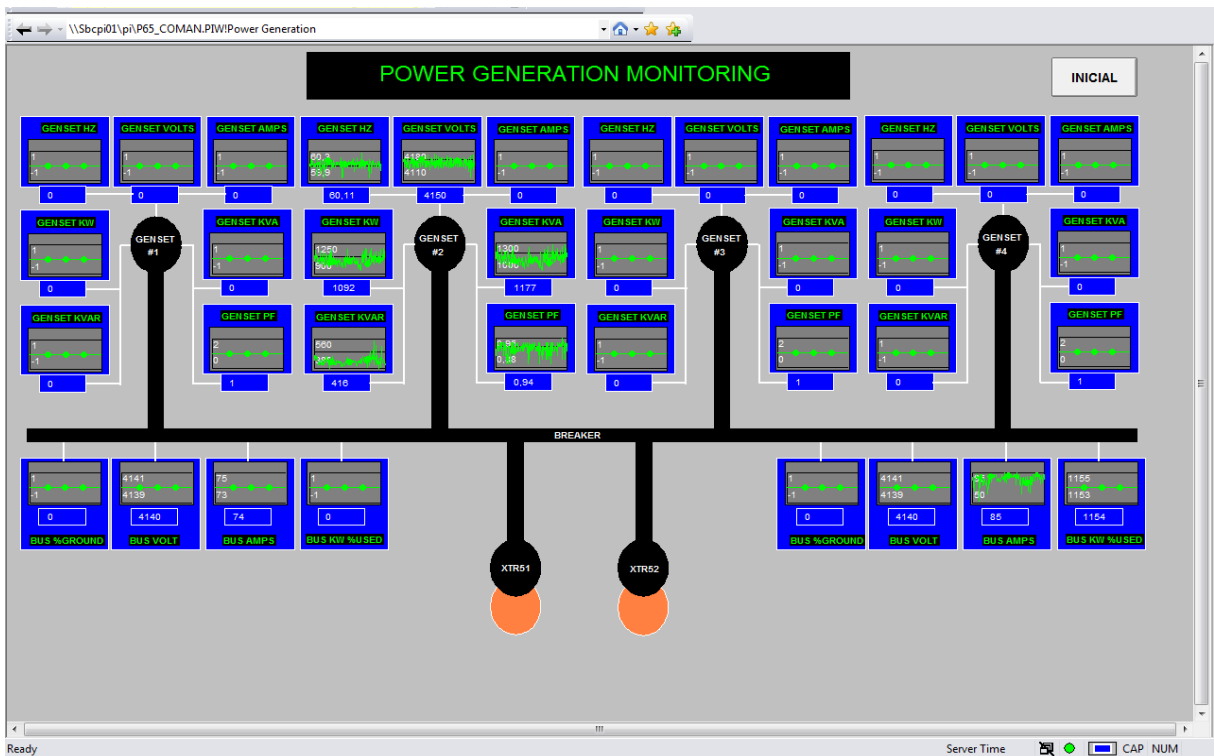 \\Sbcpi01\pi\P65_COMAN.PIW!Power Generation
POWER GENERATION MONITORING
INICIAL
GENSET HZ GENSET VOLTS GENSET AMPS GENSET HZ GENSET VOLTS GENSET AMPS GENSET HZ GENSET VOLTS GENSET AMPS GENSET HZ GENSET VOLTS GENSET AMPS
1 1 1 60,3 4180 1 1 1 1 1 1 1
-1 -1 -1 59,9 4110 -1 -1 -1 -1 -1 -1 -1
0 0 0 60,11 4150 0 0 0 0 0 0 0
GENSET KW GENSET KVA GENSET KW GENSET KVA GENSET KW GENSET KVA GENSET KW GENSET KVA
GENSET #1 GENSET #2 GENSET #3 GENSET #4
1 1 1250 1300 1 1 1 1
-1 -1 900 1000 -1 -1 -1 -1
0 0 1092 1177 0 0 0 0
GENSET KVAR GENSET PF GENSET KVAR GENSET PF GENSET KVAR GENSET PF GENSET KVAR GENSET PF
1 2 560 1 2 1 2
-1 0 -1 0 -1 0
0 1 416 0,94 0 1 0 1
BREAKER
1 4141 75 1 1 4141 1155
-1 4139 73 -1 -1 4139 60 1153
0 4140 74 0 0 4140 85 1154
BUS %GROUND BUS VOLT BUS AMPS BUS KW %USED BUS %GROUND BUS VOLT BUS AMPS BUS KW %USED
XTR51 XTR52
Ready Server Time CAP NUM